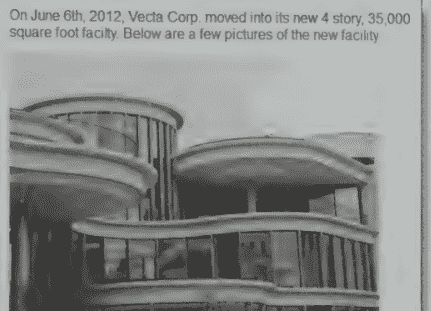 On June 6th, 2012, Vecta Corp. moved into its new 4 story, 35,000
square foot facilty. Below are a few pictures of the new facility